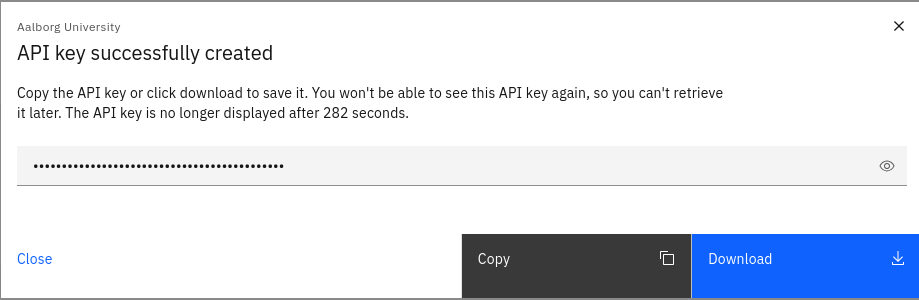 Aalborg University
API key successfully created
Copy the API key or click download to save it. You won't be able to see this API key again, so you can't retrieve
it later. The API key is no longer displayed after 282 seconds.
••••••••••••••••••••••••••••••••••••••••••••
Close
Copy
Download